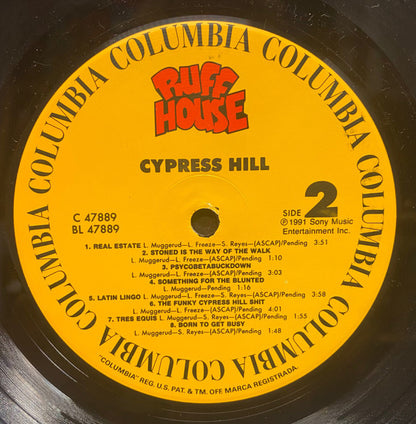 COLUMBIA COLUMBIA COLUMBIA COLUMBIA COLUMBIA COLUMBIA COLUMBIA
RUFF
HOUSE
CYPRESS HILL
C 47889
BL 47889
SIDE 2
℗1991 Sony Music
Entertainment Inc.
1. REAL ESTATE L. Muggerud—L. Freeze—S. Reyes—(ASCAP)/Pending 3:51
2. STONED IS THE WAY OF THE WALK
L. Muggerud—L. Freeze—(ASCAP)/Pending 1:10
3. PSYCOBETABUCKDOWN
L. Muggerud—L. Freeze—(ASCAP)/Pending 3:03
4. SOMETHING FOR THE BLUNTED
L. Muggerud—Pending 1:16
5. LATIN LINGO L. Muggerud—L. Freeze—S. Reyes—(ASCAP)/Pending 3:58
6. THE FUNKY CYPRESS HILL SHIT
L. Muggerud—L. Freeze—(ASCAP)/Pending 4:01
7. TRES EQUIS L. Muggerud—S. Reyes—(ASCAP)/Pending 1:55
8. BORN TO GET BUSY
L. Muggerud—S. Reyes—(ASCAP)/Pending 1:48
"COLUMBIA" REG. U.S. PAT. & TM. OFF. MARCA REGISTRADA.